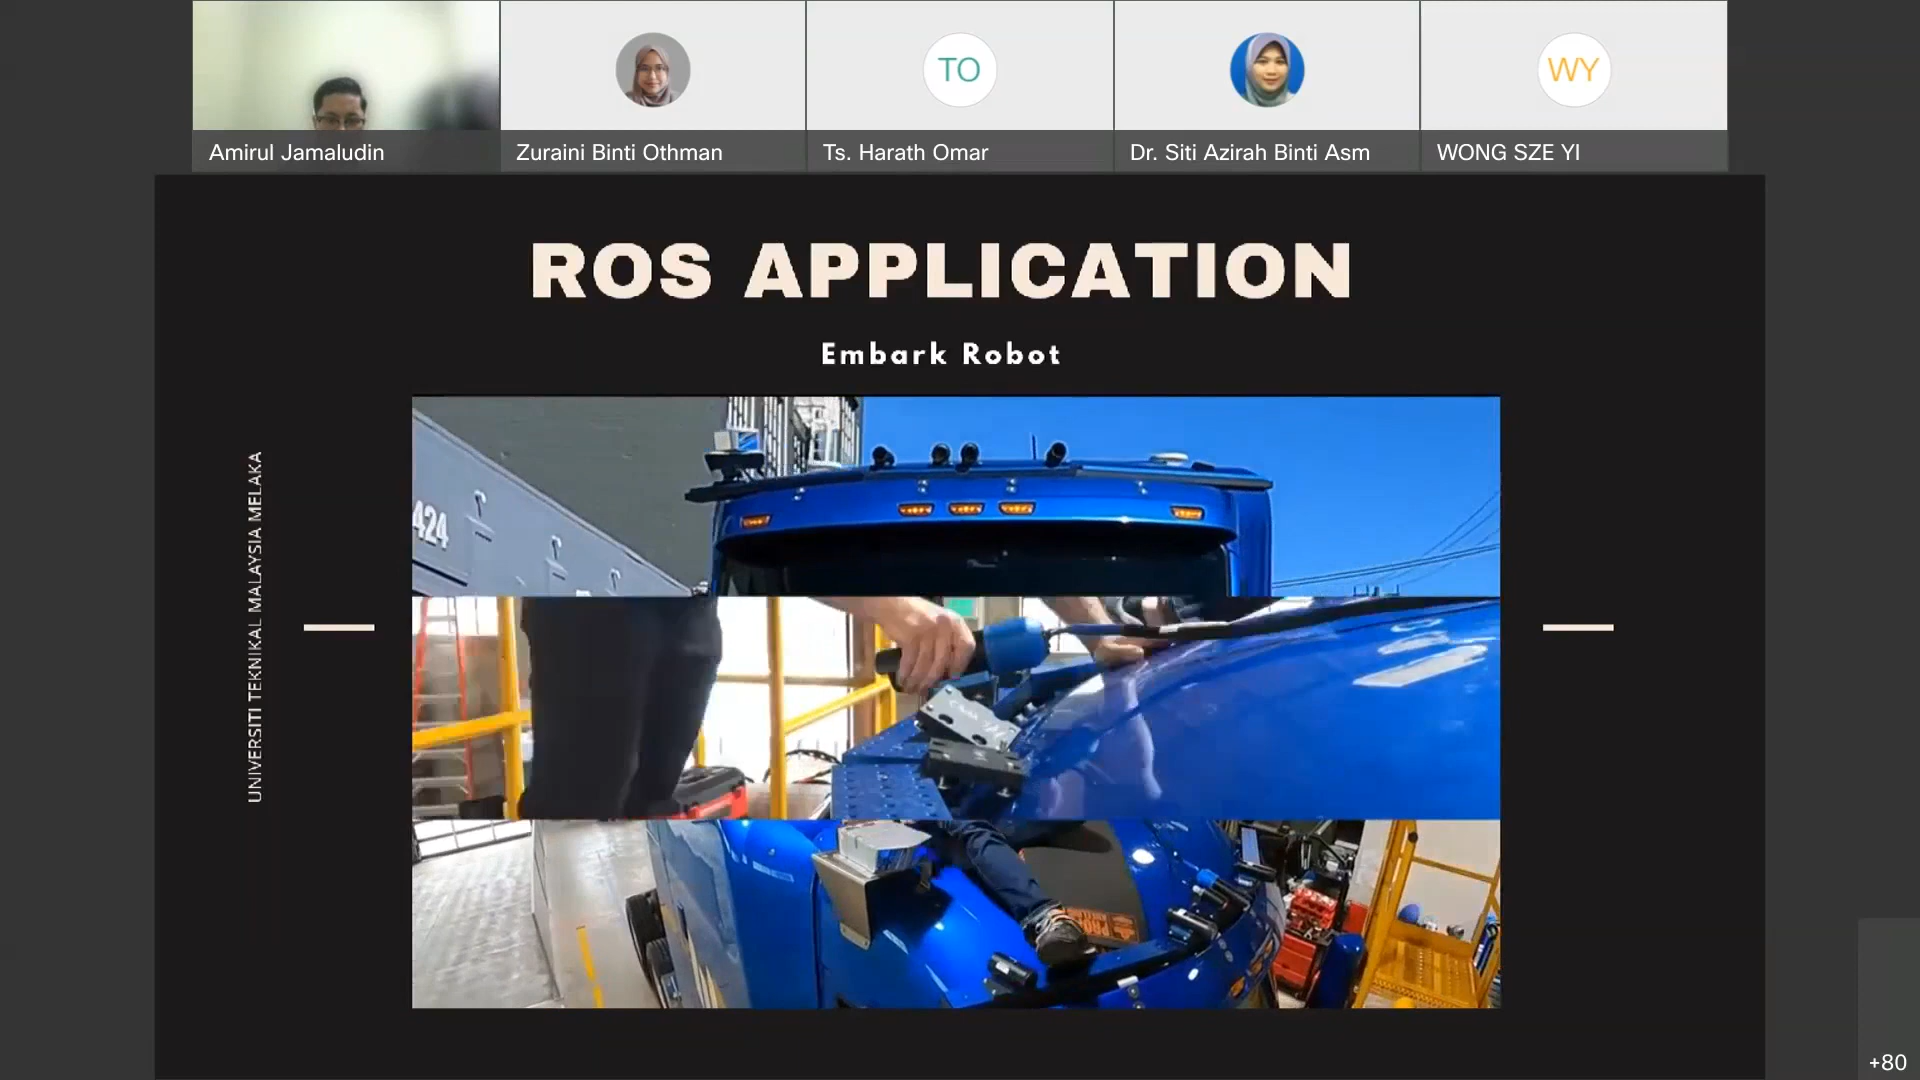 TO
WY
Amirul Jamaludin
Zuraini Binti Othman
Ts. Harath Omar
Dr. Siti Azirah Binti Asm
WONG SZE YI
ROS APPLICATION
Embark Robot
UNIVERSITI TEKNIKAL MALAYSIA MELAKA
424
+80